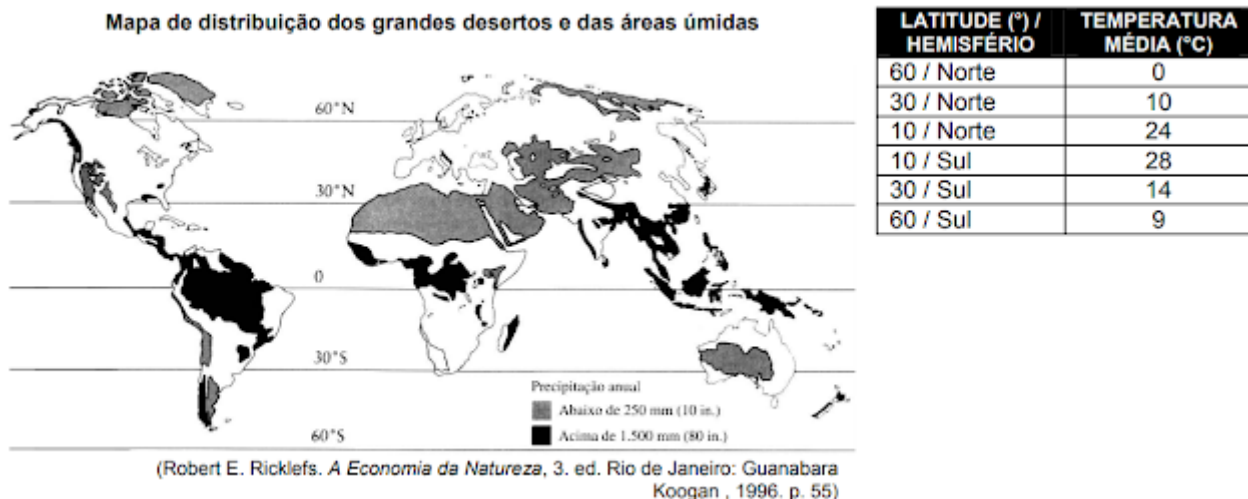 Mapa de distribuição dos grandes desertos e das áreas úmidas
60°N
30°N
0
30°S
60°S
Precipitação anual
Abaixo de 250 mm (10 in.)
Acima de 1.500 mm (80 in.)
(Robert E. Ricklefs. A Economia da Natureza, 3. ed. Rio de Janeiro: Guanabara
Koogan , 1996. p. 55)
LATITUDE (°) / HEMISFÉRIO TEMPERATURA MÉDIA (°C)
60 / Norte 0
30 / Norte 10
10 / Norte 24
10 / Sul 28
30 / Sul 14
60 / Sul 9